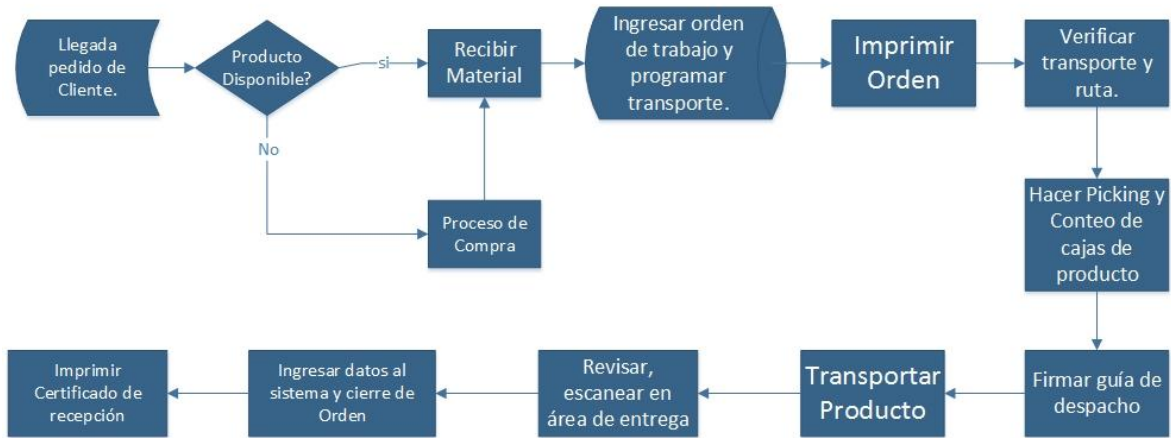 Llegada
pedido de
Cliente.
Producto
Disponible?
si
No
Recibir
Material
Proceso de
Compra
Ingresar orden
de trabajo y
programar
transporte.
Imprimir
Orden
Verificar
transporte y
ruta.
Hacer Picking y
Conteo de
cajas de
producto
Firmar guía de
despacho
Transportar
Producto
Revisar,
escanear en
área de entrega
Ingresar datos al
sistema y cierre de
Orden
Imprimir
Certificado de
recepción